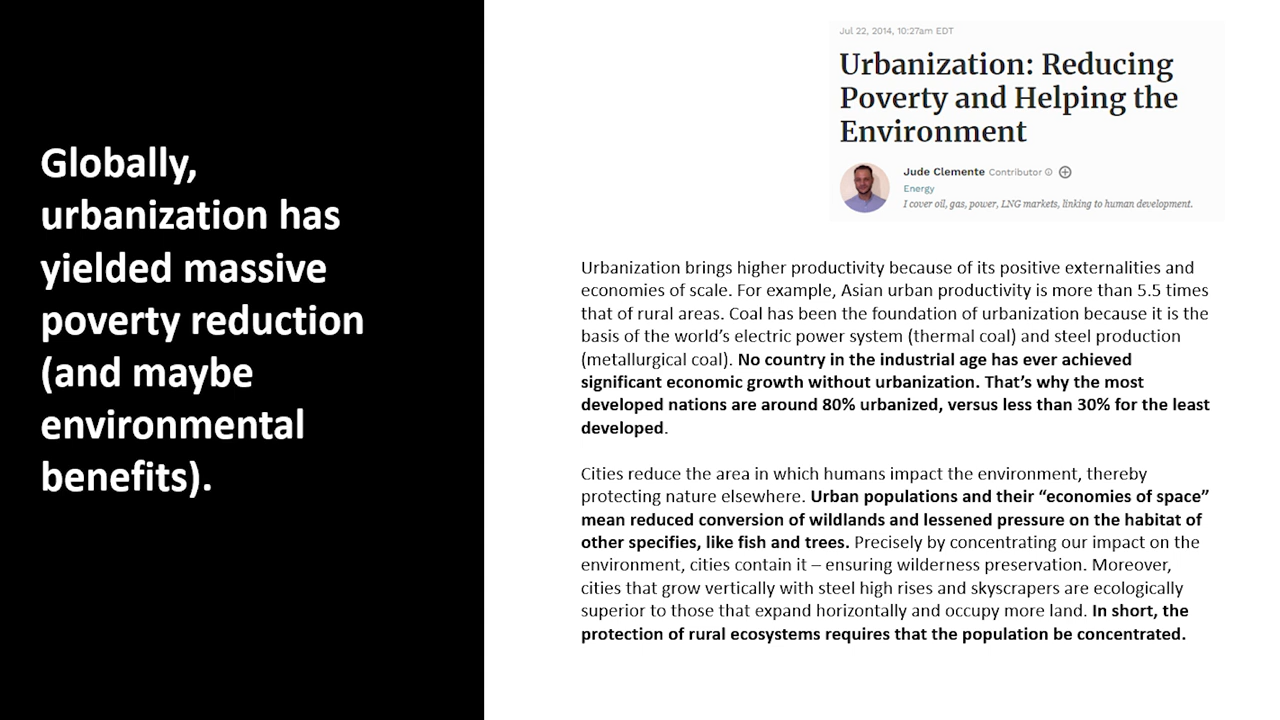 Globally,
urbanization has
yielded massive
poverty reduction
(and maybe
environmental
benefits).
Jul 22, 2014, 10:27am EDT
Urbanization: Reducing
Poverty and Helping the
Environment
Jude Clemente Contributor
Energy
I cover oil, gas, power, LNG markets, linking to human development.
Urbanization brings higher productivity because of its positive externalities and
economies of scale. For example, Asian urban productivity is more than 5.5 times
that of rural areas. Coal has been the foundation of urbanization because it is the
basis of the world’s electric power system (thermal coal) and steel production
(metallurgical coal). No country in the industrial age has ever achieved
significant economic growth without urbanization. That’s why the most
developed nations are around 80% urbanized, versus less than 30% for the least
developed.
Cities reduce the area in which humans impact the environment, thereby
protecting nature elsewhere. Urban populations and their “economies of space”
mean reduced conversion of wildlands and lessened pressure on the habitat of
other specifies, like fish and trees. Precisely by concentrating our impact on the
environment, cities contain it – ensuring wilderness preservation. Moreover,
cities that grow vertically with steel high rises and skyscrapers are ecologically
superior to those that expand horizontally and occupy more land. In short, the
protection of rural ecosystems requires that the population be concentrated.